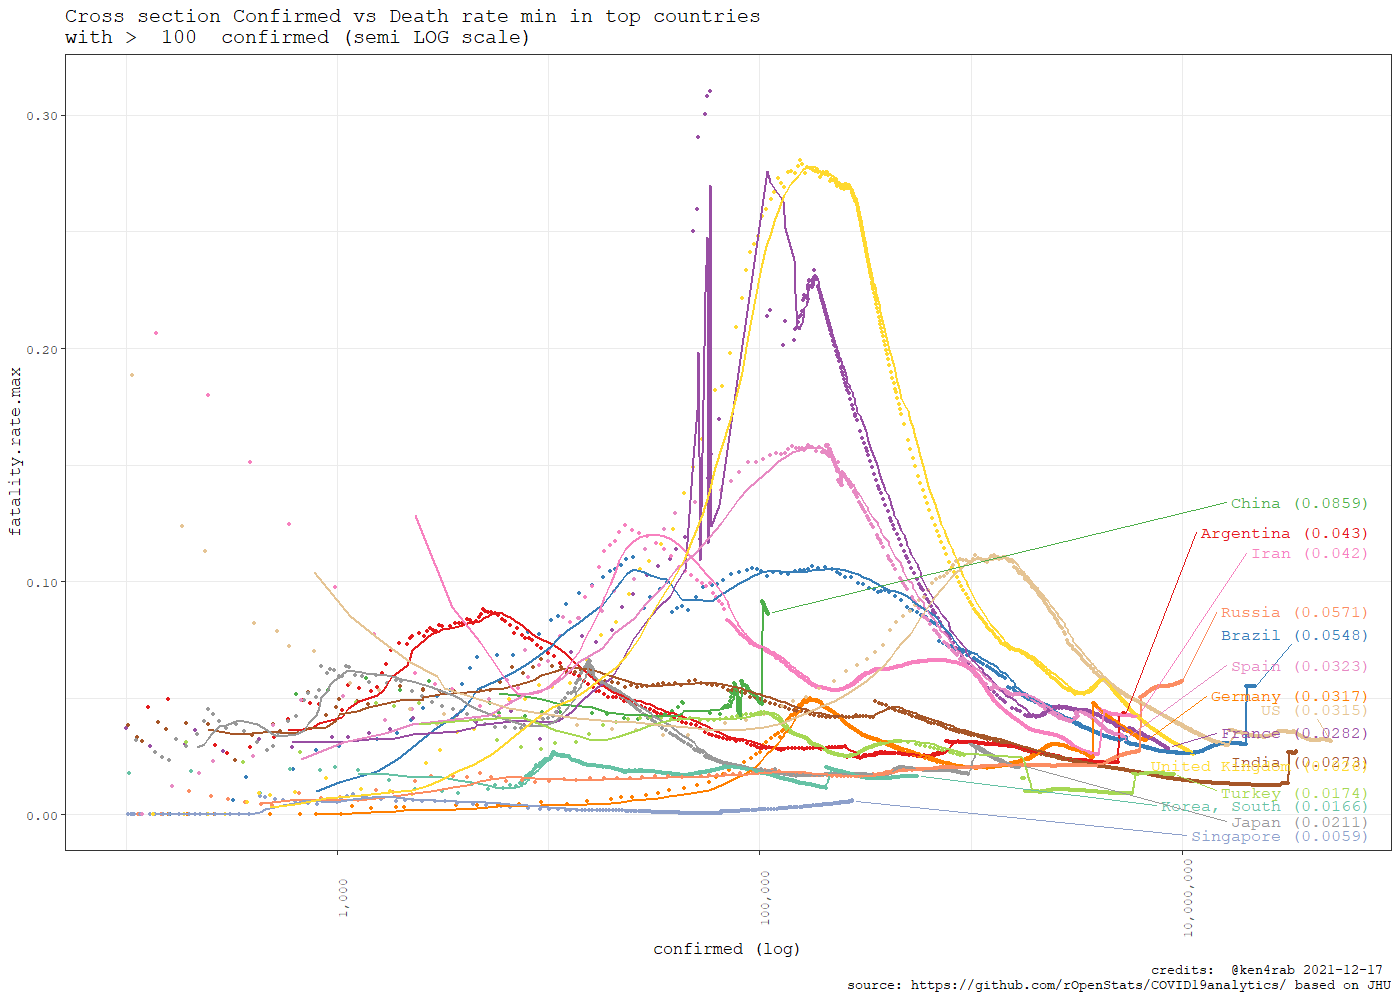 Cross section Confirmed vs Death rate min in top countries
with >  100  confirmed (semi LOG scale)
fatality.rate.max
0.30
0.20
0.10
0.00
China (0.0859)
Argentina (0.043)
Iran (0.042)
Russia (0.0571)
Brazil (0.0548)
Spain (0.0323)
Germany (0.0317)
US (0.0315)
France (0.0282)
India (0.0273)
United Kingdom
Turkey (0.0174)
Korea, South (0.0166)
Japan (0.0211)
Singapore (0.0059)
1,000
100,000
10,000,000
confirmed (log)
credits:  @ken4rab 2021-12-17
source: https://github.com/rOpenStats/COVID19analytics/ based on JHU